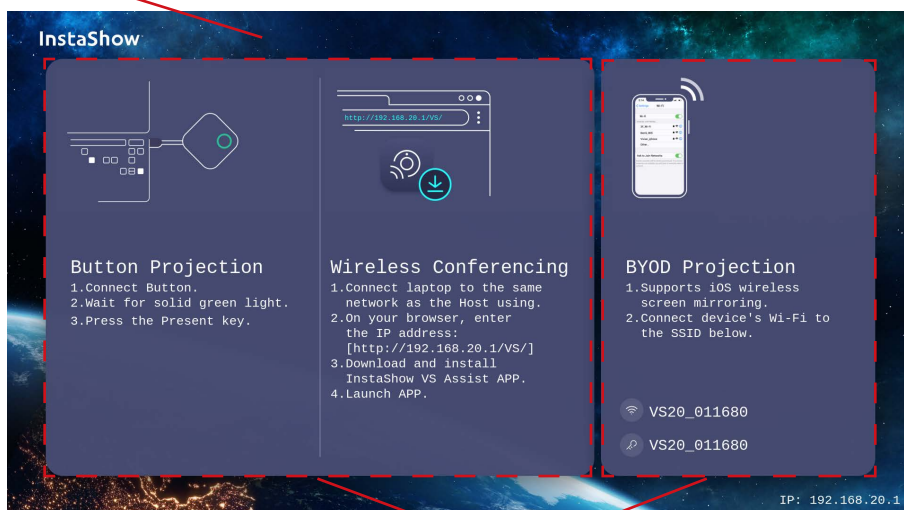 InstaShow
http://192.168.20.1/VS/
Button Projection
1.Connect Button.
2.Wait for solid green light.
3.Press the Present key.
Wireless Conferencing
1.Connect laptop to the same
network as the Host using.
2.On your browser, enter
the IP address:
[http://192.168.20.1/VS/]
3.Download and install
InstaShow VS Assist APP.
4.Launch APP.
BYOD Projection
1.Supports iOS wireless
screen mirroring.
2.Connect device's Wi-Fi to
the SSID below.
VS20_011680
VS20_011680
IP: 192.168.20.1